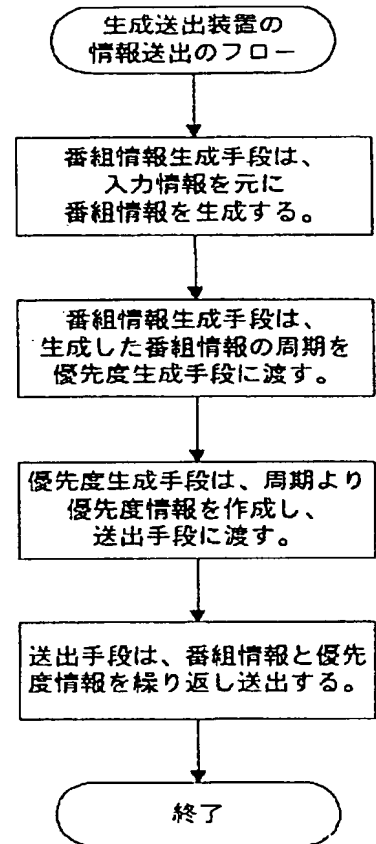 生成送出装置の
情報送出のフロー
番組情報生成手段は、
入力情報を元に
番組情報を生成する。
番組情報生成手段は、
生成した番組情報の周期を
優先度生成手段に渡す。
優先度生成手段は、周期より
優先度情報を作成し、
送出手段に渡す。
送出手段は、番組情報と優先
度情報を繰り返し送出する。
終了